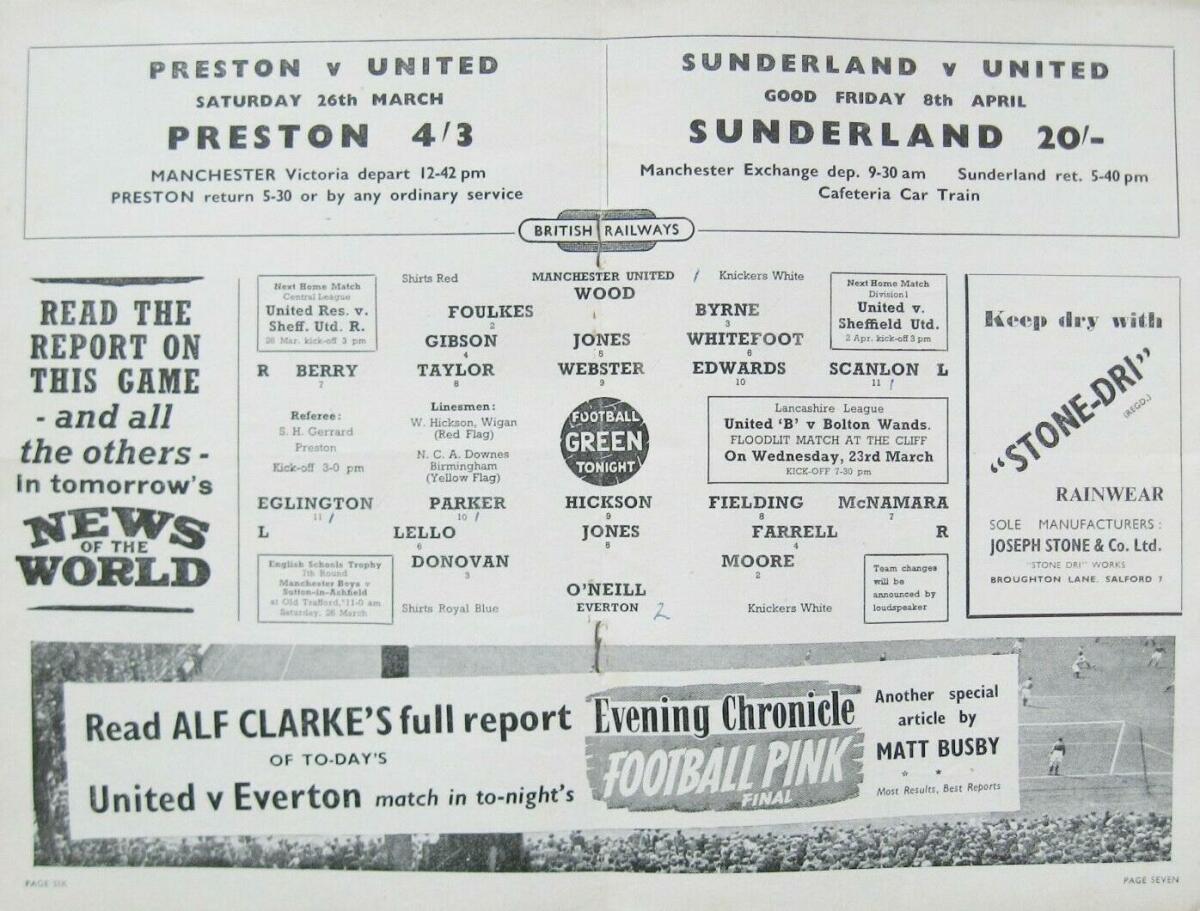 PRESTON v UNITED
SATURDAY 26th MARCH
PRESTON 4/3
MANCHESTER Victoria depart 12-42 pm
PRESTON return 5-30 or by any ordinary service
SUNDERLAND v UNITED
GOOD FRIDAY 8th APRIL
SUNDERLAND 20/-
Manchester Exchange dep. 9-30 am Sunderland ret. 5-40 pm
Cafeteria Car Train
BRITISH RAILWAYS
READ THE
REPORT ON
THIS GAME
- and all
the others -
in tomorrow's
NEWS
OF THE
WORLD
Next Home Match
Central League
United Res. v.
Sheff. Utd. R.
26 Mar. kick-off 3 pm
Shirts Red
MANCHESTER UNITED 1
Knickers White
WOOD
Next Home Match
Division 1
United v.
Sheffield Utd.
2 Apr. kick-off 3 pm
FOULKES BYRNE
2 3
GIBSON JONES WHITEFOOT
4 5 6
R BERRY TAYLOR WEBSTER EDWARDS SCANLON L
7 8 9 10 11 1
Referee:
S. H. Gerrard
Preston
Kick-off 3-0 pm
Linesmen:
W. Hickson, Wigan
(Red Flag)
N. C. A. Downes
Birmingham
(Yellow Flag)
FOOTBALL
GREEN
TONIGHT
Lancashire League
United 'B' v Bolton Wands.
FLOODLIT MATCH AT THE CLIFF
On Wednesday, 23rd March
KICK-OFF 7-30 pm
EGLINGTON PARKER HICKSON FIELDING McNAMARA
11 1 10 1 9 8 7
L LELLO JONES FARRELL R
6 5 4
DONOVAN MOORE
3 2
O'NEILL
EVERTON 2
English Schools Trophy
7th Round
Manchester Boys v
Sutton-in-Ashfield
at Old Trafford, 11-0 am
Saturday, 26 March
Shirts Royal Blue
Knickers White
Team changes
will be
announced by
loudspeaker
Keep dry with
"STONE-DRI"
(REGD.)
RAINWEAR
SOLE MANUFACTURERS:
JOSEPH STONE & Co. Ltd.
"STONE DRI" WORKS
BROUGHTON LANE, SALFORD 7
Read ALF CLARKE'S full report
OF TO-DAY'S
United v Everton match in to-night's
Evening Chronicle
FOOTBALL PINK
FINAL
Another special
article by
MATT BUSBY
* *
Most Results, Best Reports
PAGE SIX
PAGE SEVEN